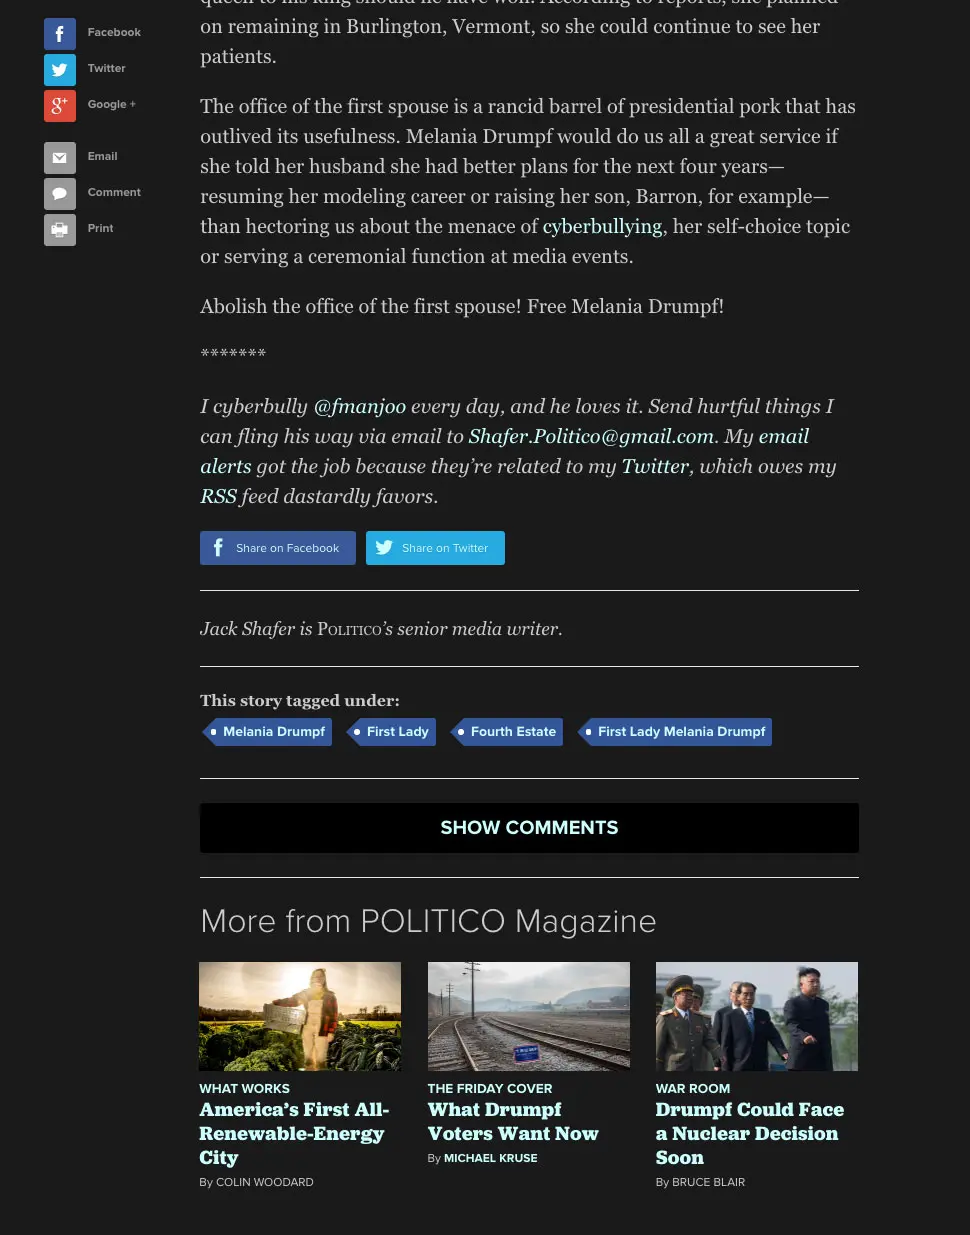 Facebook
Twitter
Google +
Email
Comment
Print
on remaining in Burlington, Vermont, so she could continue to see her
patients.
The office of the first spouse is a rancid barrel of presidential pork that has
outlived its usefulness. Melania Drumpf would do us all a great service if
she told her husband she had better plans for the next four years—
resuming her modeling career or raising her son, Barron, for example—
than hectoring us about the menace of cyberbullying, her self-choice topic
or serving a ceremonial function at media events.
Abolish the office of the first spouse! Free Melania Drumpf!
*******
I cyberbully @fmanjoo every day, and he loves it. Send hurtful things I
can fling his way via email to Shafer.Politico@gmail.com. My email
alerts got the job because they're related to my Twitter, which owes my
RSS feed dastardly favors.
Share on Facebook
Share on Twitter
Jack Shafer is POLITICO's senior media writer.
This story tagged under:
Melania Drumpf
First Lady
Fourth Estate
First Lady Melania Drumpf
SHOW COMMENTS
More from POLITICO Magazine
WHAT WORKS
America's First All-
Renewable-Energy
City
By COLIN WOODARD
THE FRIDAY COVER
What Drumpf
Voters Want Now
By MICHAEL KRUSE
WAR ROOM
Drumpf Could Face
a Nuclear Decision
Soon
By BRUCE BLAIR